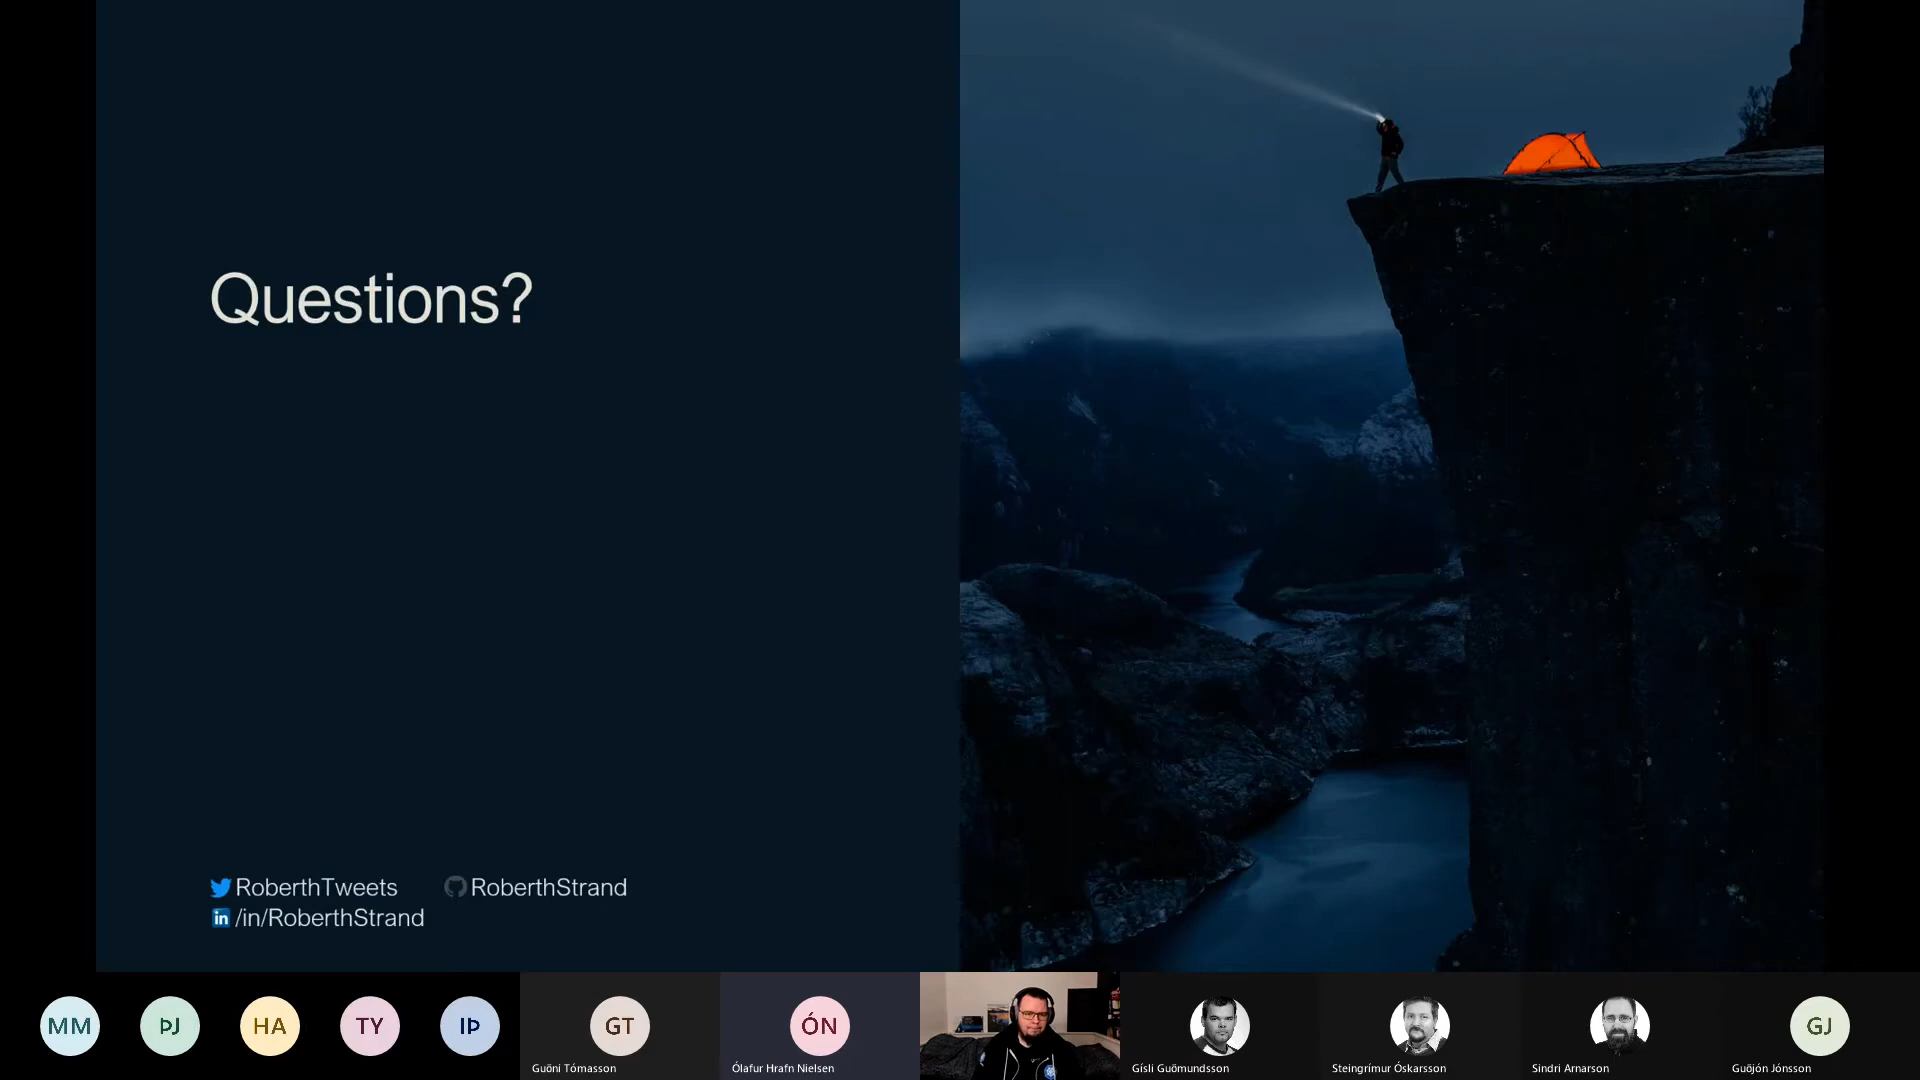 Questions?
RoberthTweets RoberthStrand
/in/RoberthStrand
MM ÞJ HA TY IÞ GT ÓN GJ
Guðni Tómasson Ólafur Hrafn Nielsen Gísli Guðmundsson Steingrímur Óskarsson Sindri Arnarson Guðjón Jónsson